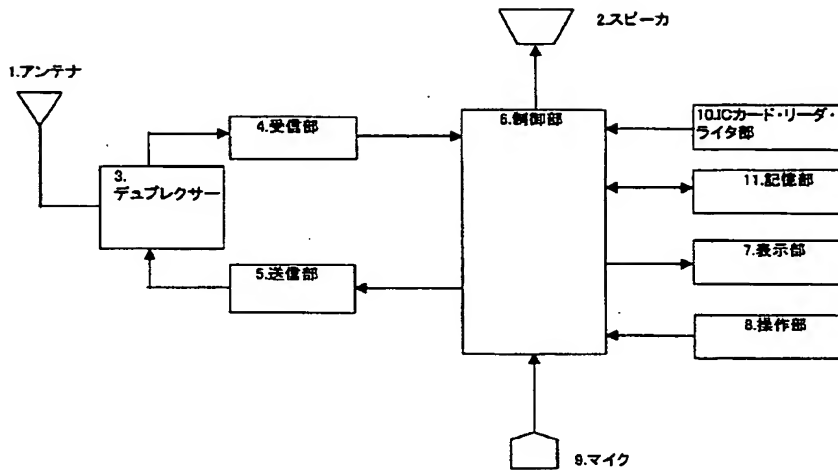 2.スピーカ
1.アンテナ
4.受信部
6.制御部
10.ICカード・リーダ・
ライタ部
3.
デュプレクサー
11.記憶部
7.表示部
5.送信部
8.操作部
9.マイク